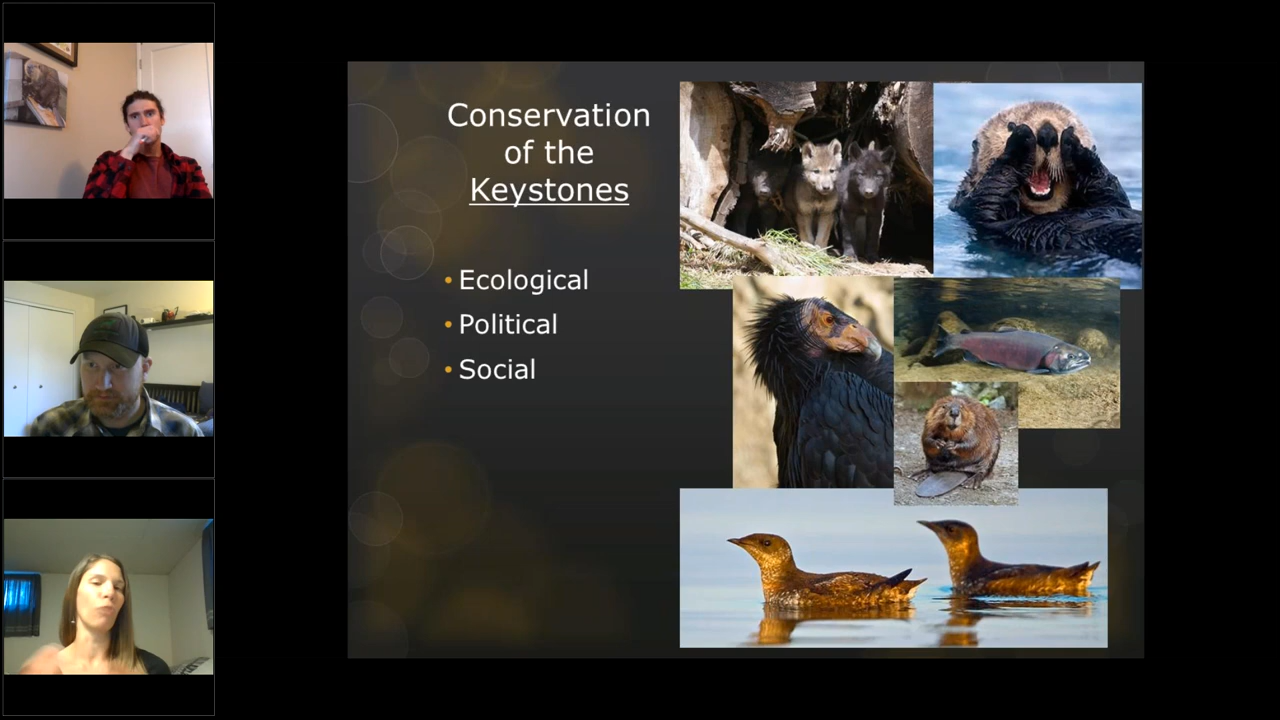 Conservation
of the
Keystones
• Ecological
• Political
• Social